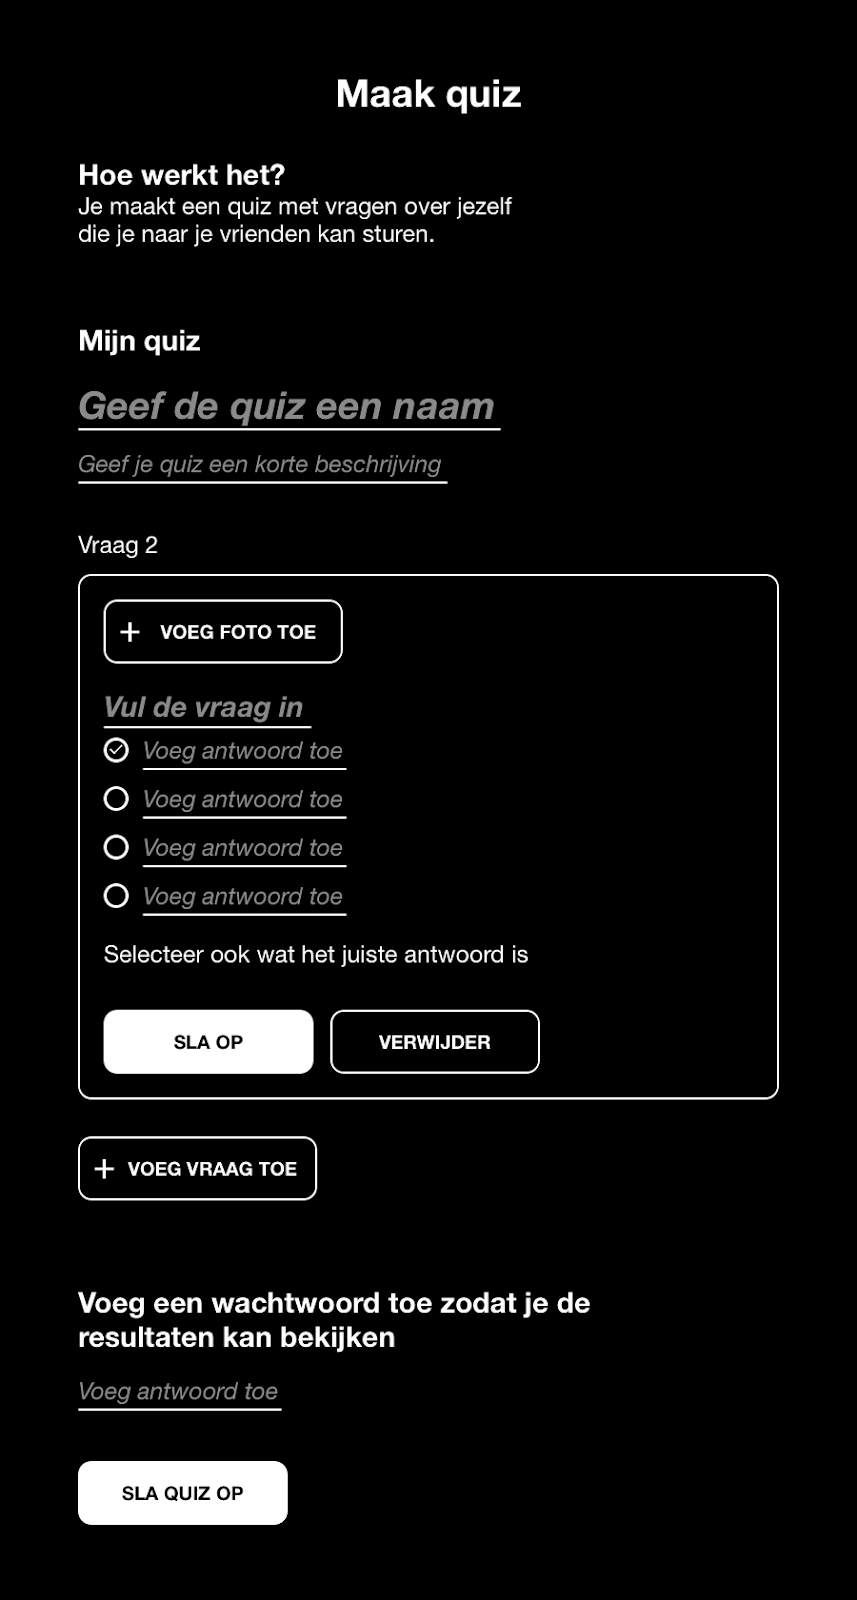 Maak quiz
Hoe werkt het?
Je maakt een quiz met vragen over jezelf
die je naar je vrienden kan sturen.
Mijn quiz
Geef de quiz een naam
Geef je quiz een korte beschrijving
Vraag 2
+ VOEG FOTO TOE
Vul de vraag in
Voeg antwoord toe
Voeg antwoord toe
Voeg antwoord toe
Voeg antwoord toe
Selecteer ook wat het juiste antwoord is
SLA OP VERWIJDER
+ VOEG VRAAG TOE
Voeg een wachtwoord toe zodat je de
resultaten kan bekijken
Voeg antwoord toe
SLA QUIZ OP